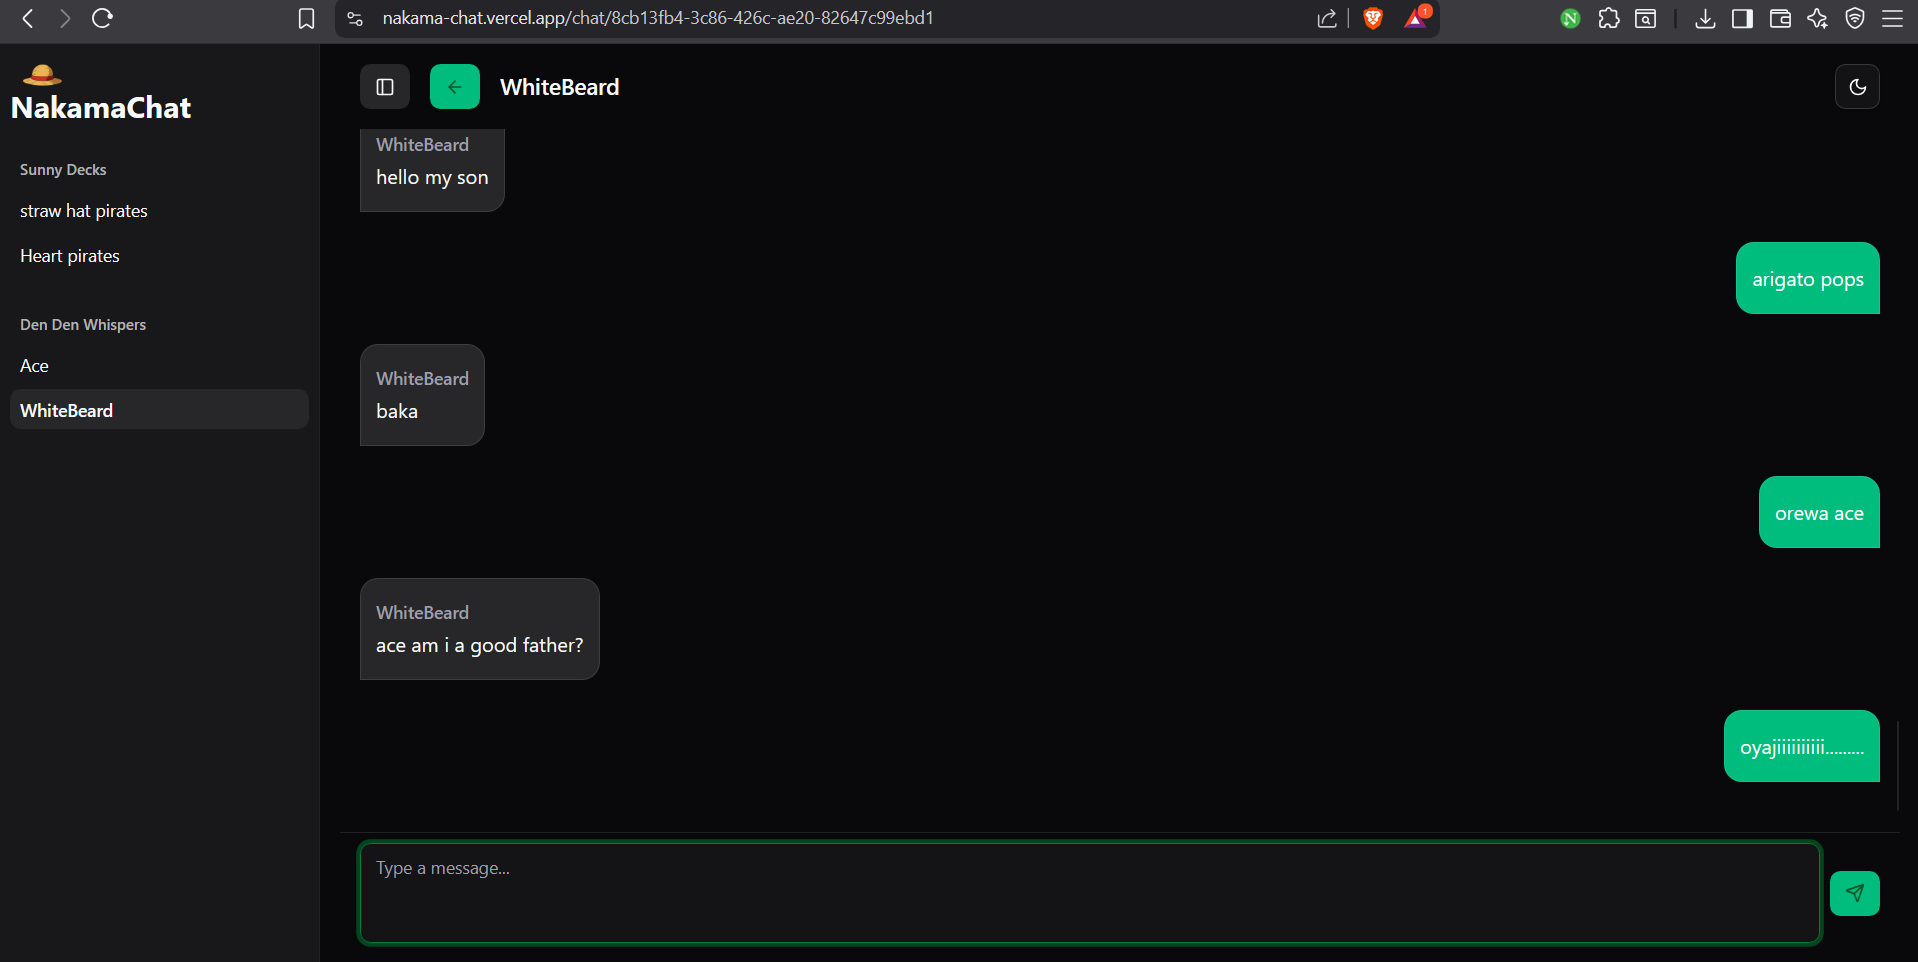 nakama-chat.vercel.app/chat/8cb13fb4-3c86-426c-ae20-82647c99ebd1
1
N
NakamaChat
Sunny Decks
straw hat pirates
Heart pirates
Den Den Whispers
Ace
WhiteBeard
WhiteBeard
WhiteBeard
hello my son
arigato pops
WhiteBeard
baka
orewa ace
WhiteBeard
ace am i a good father?
oyajiiiiiiiiiii.........
Type a message...